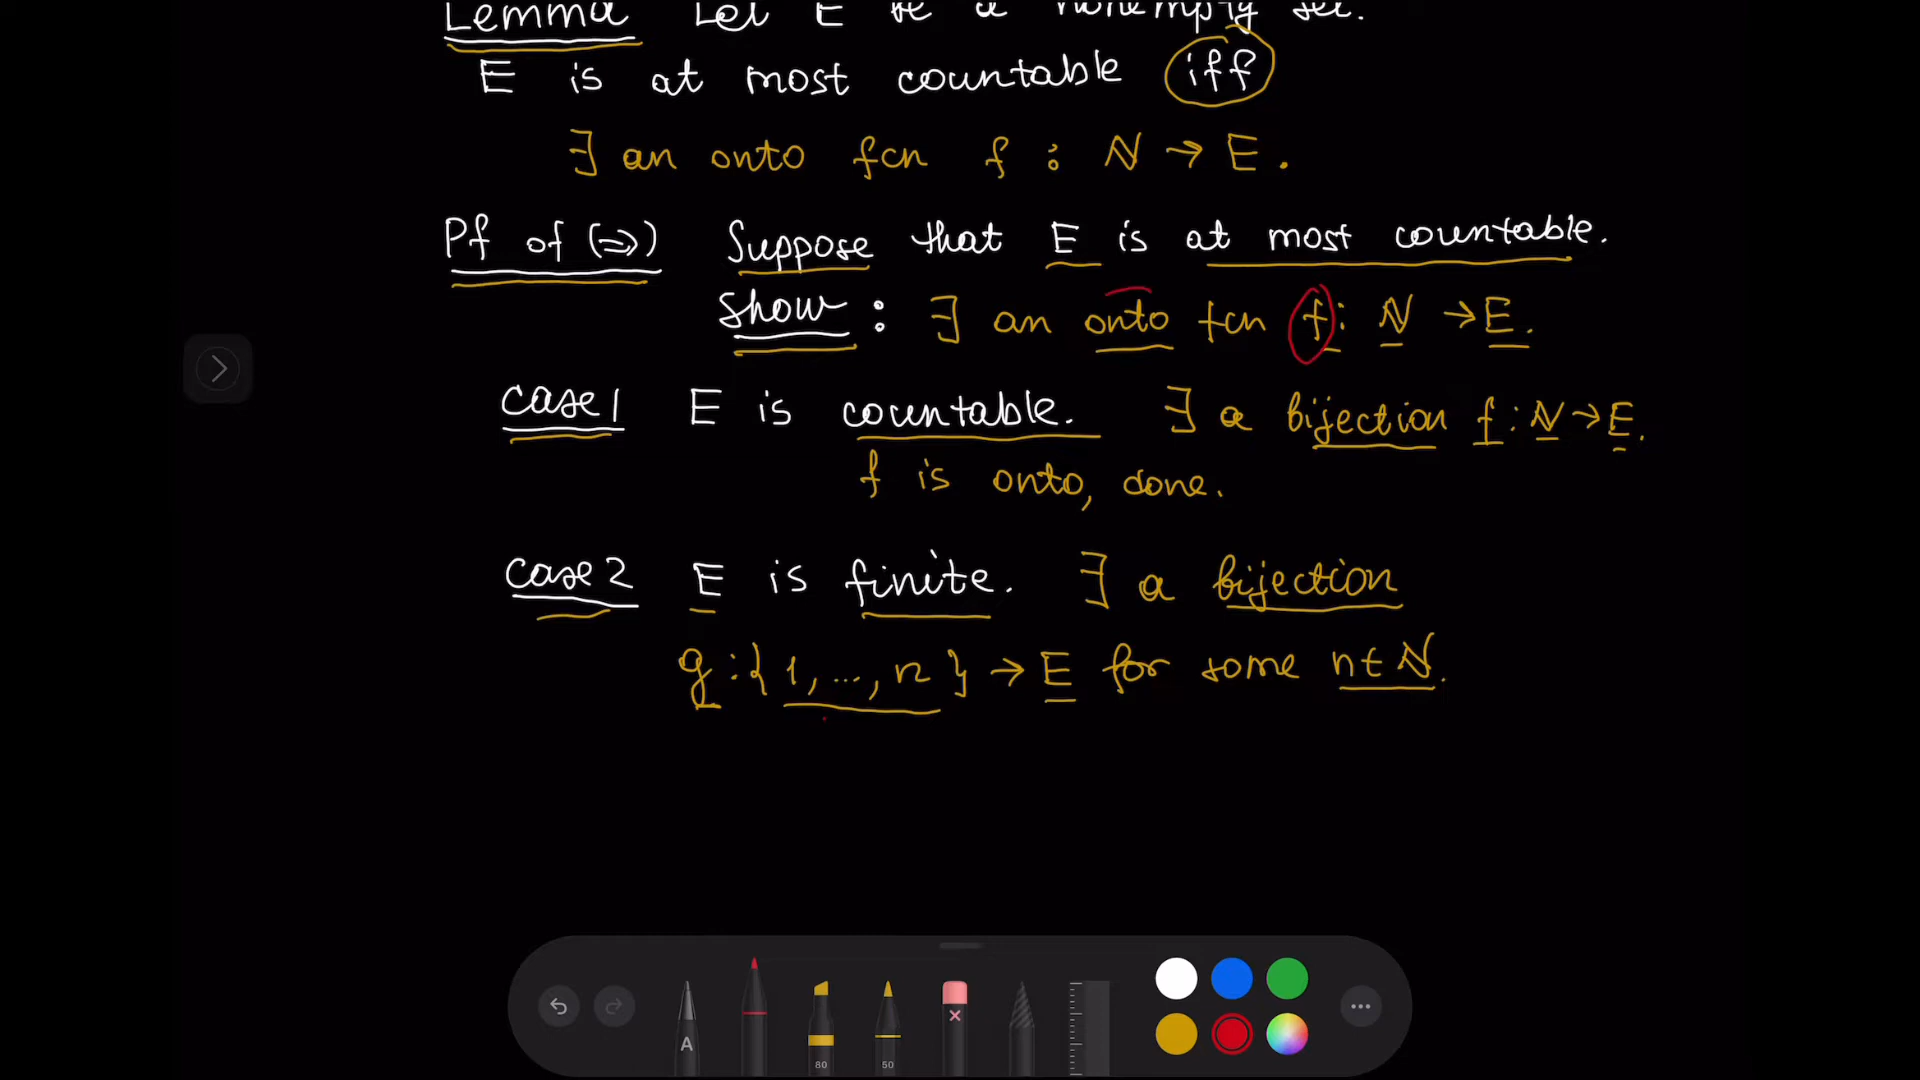 Lemma Let E be a nonempty set.
E is at most countable iff
∃ an onto fcn f : ℕ → E.
Pf of (⇒) Suppose that E is at most countable.
Show : ∃ an onto fcn f : ℕ → E.
case 1 E is countable. ∃ a bijection f : ℕ → E.
f is onto, done.
case 2 E is finite. ∃ a bijection
g : { 1, ..., n } → E for some n ∈ ℕ.
A
80
50